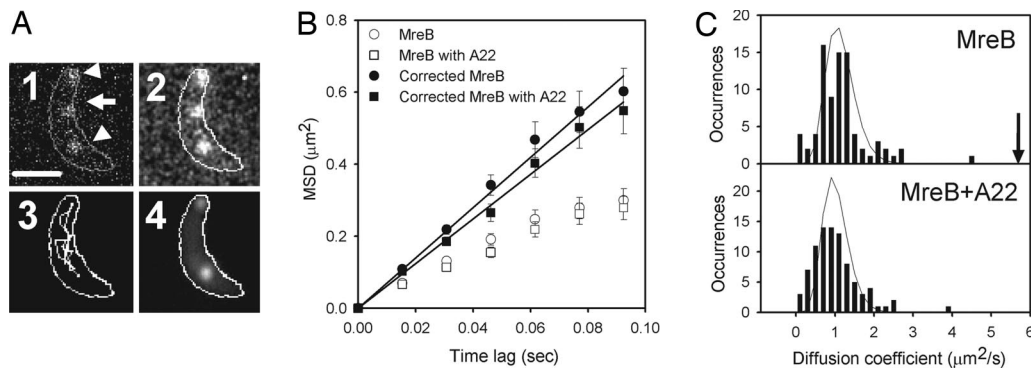 A
1
2
3
4
B
MSD (μm²)
0.8
0.6
0.4
0.2
0.0
○ MreB
□ MreB with A22
● Corrected MreB
■ Corrected MreB with A22
0.00 0.02 0.04 0.06 0.08 0.10
Time lag (sec)
C
Occurrences
20
15
10
5
0
MreB
Occurrences
20
15
10
5
0
MreB+A22
0 1 2 3 4 5 6
Diffusion coefficient (μm²/s)